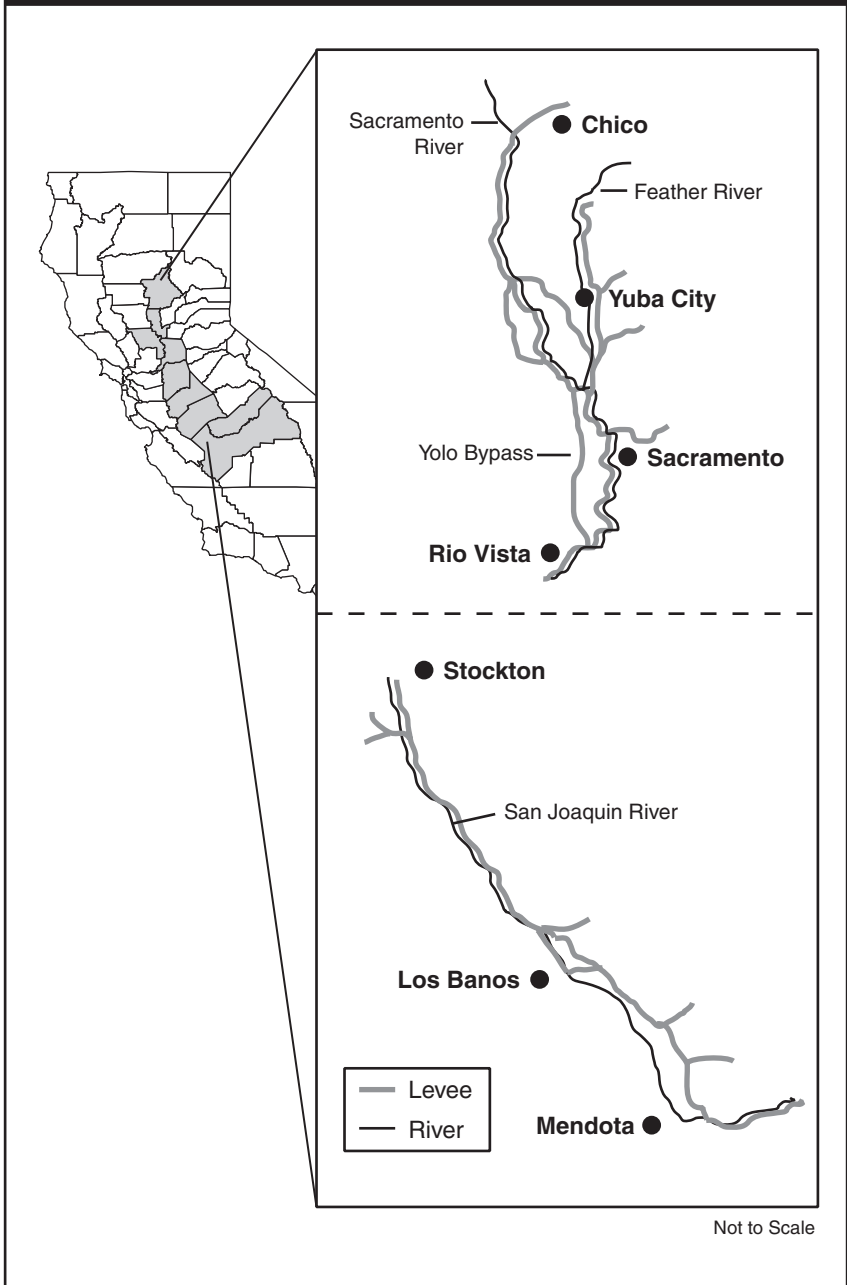 Sacramento
River
Chico
Feather River
Yuba City
Yolo Bypass
Sacramento
Rio Vista
Stockton
San Joaquin River
Los Banos
Levee
River
Mendota
Not to Scale